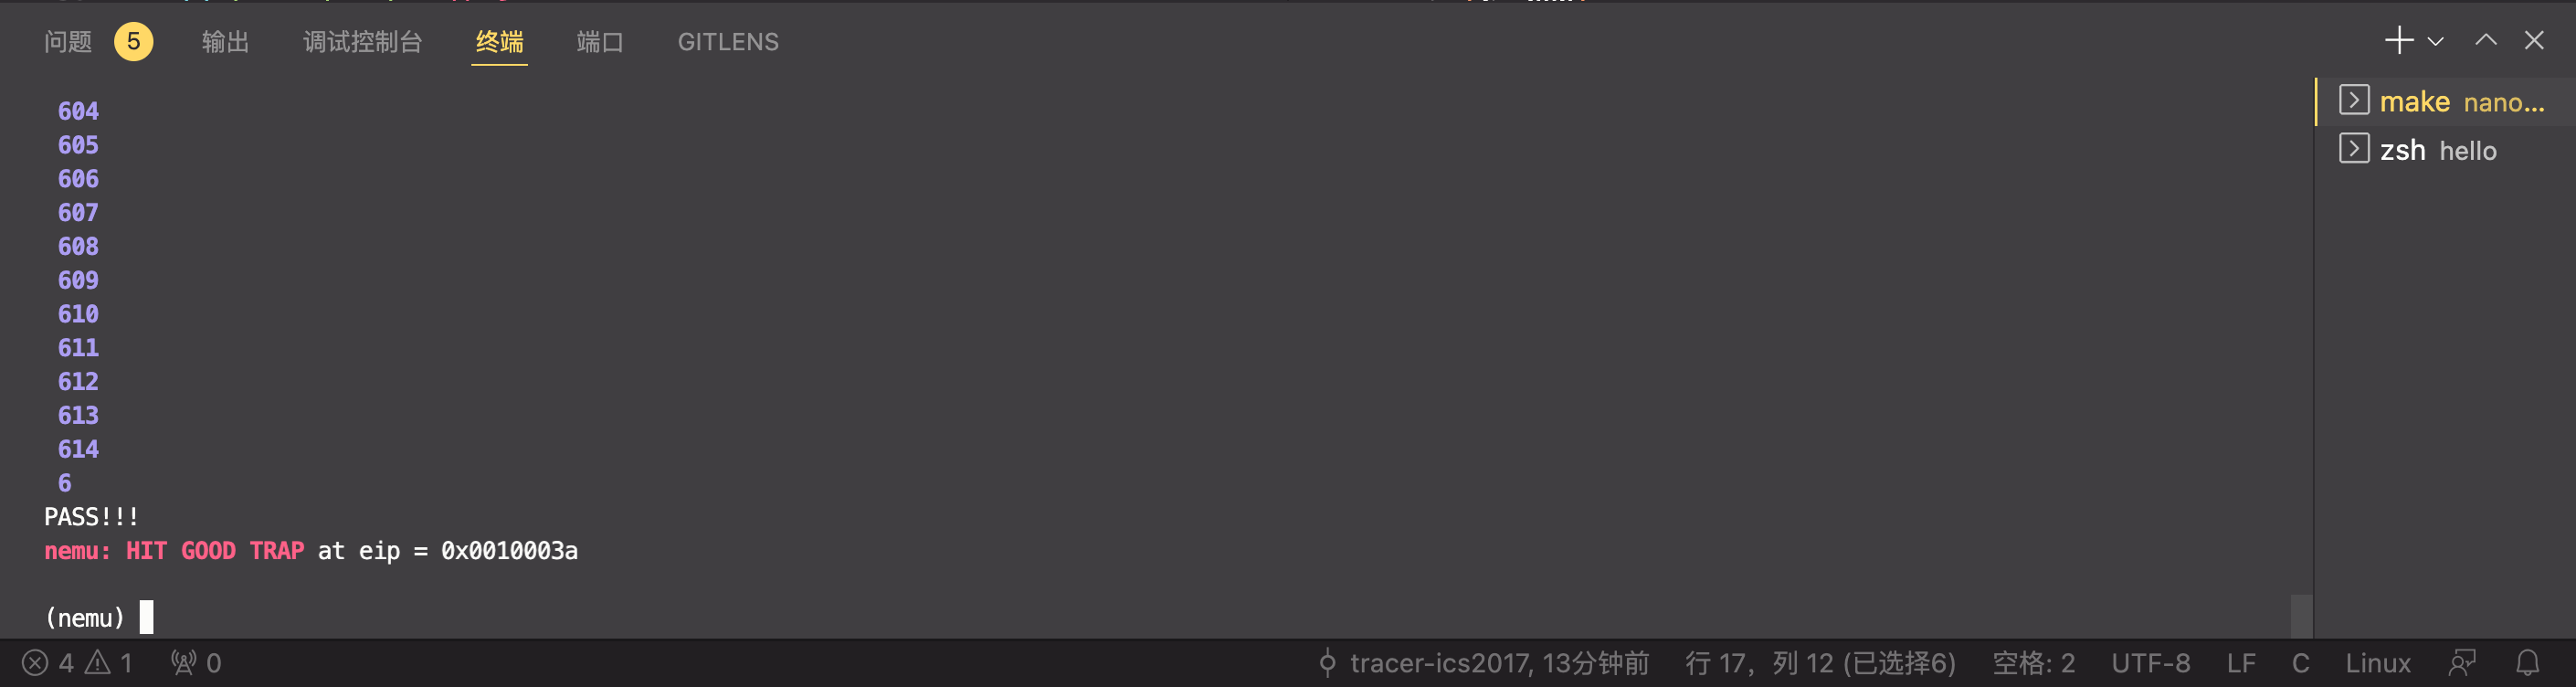 问题 5 输出 调试控制台 终端 端口 GITLENS
604
605
606
607
608
609
610
611
612
613
614
6
PASS!!!
nemu: HIT GOOD TRAP at eip = 0x0010003a
(nemu)
make nano...
zsh hello
4 1 0 tracer-ics2017, 13分钟前 行 17，列 12 (已选择6) 空格: 2 UTF-8 LF C Linux